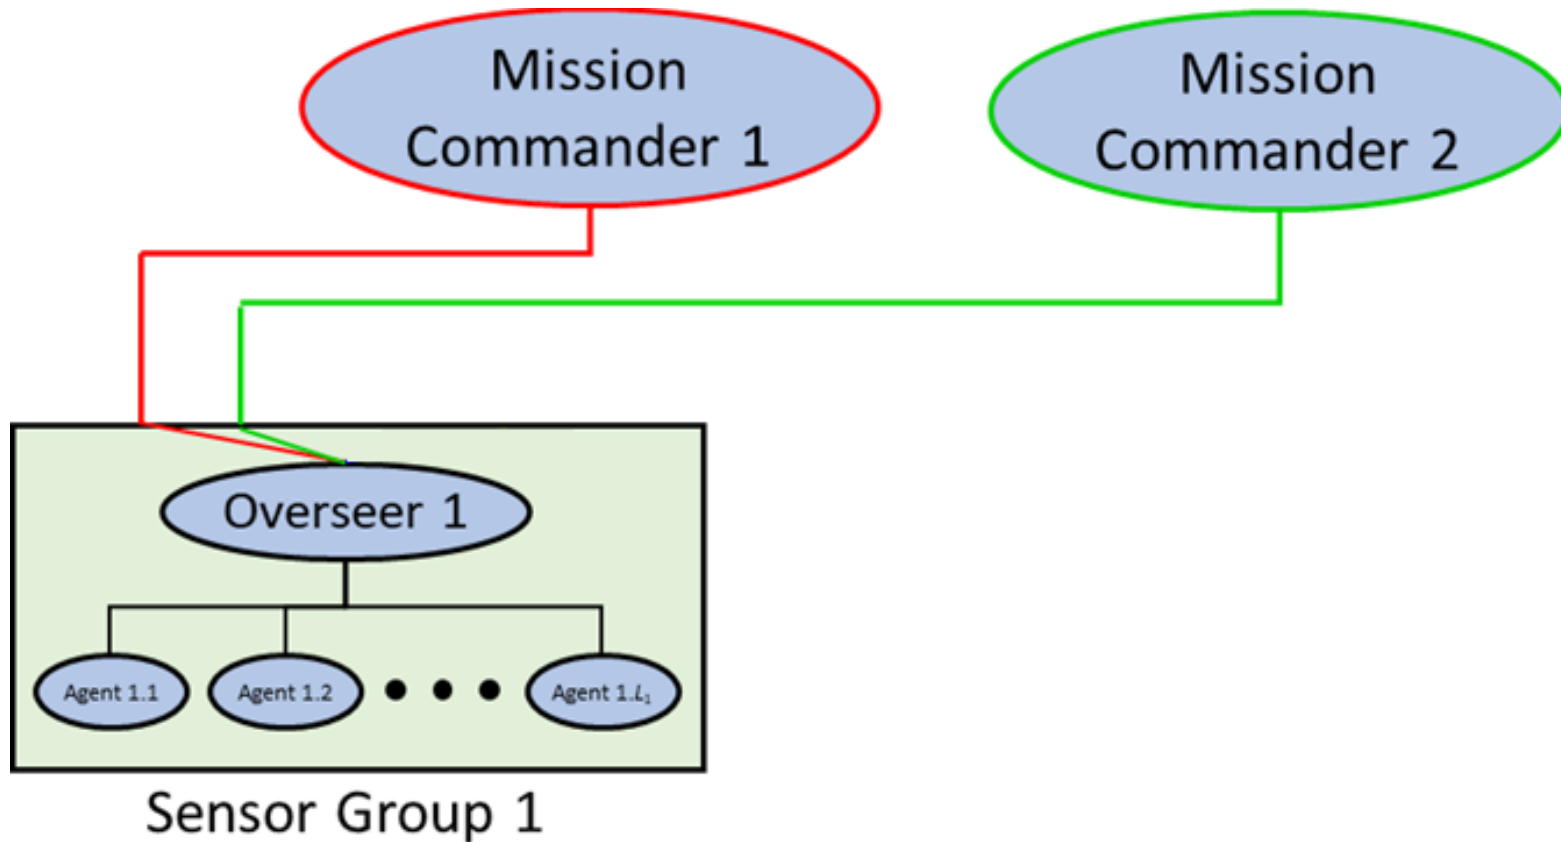 Mission
Commander 1
Mission
Commander 2
Overseer 1
Agent 1.1
Agent 1.2
Agent 1.L₁
Sensor Group 1